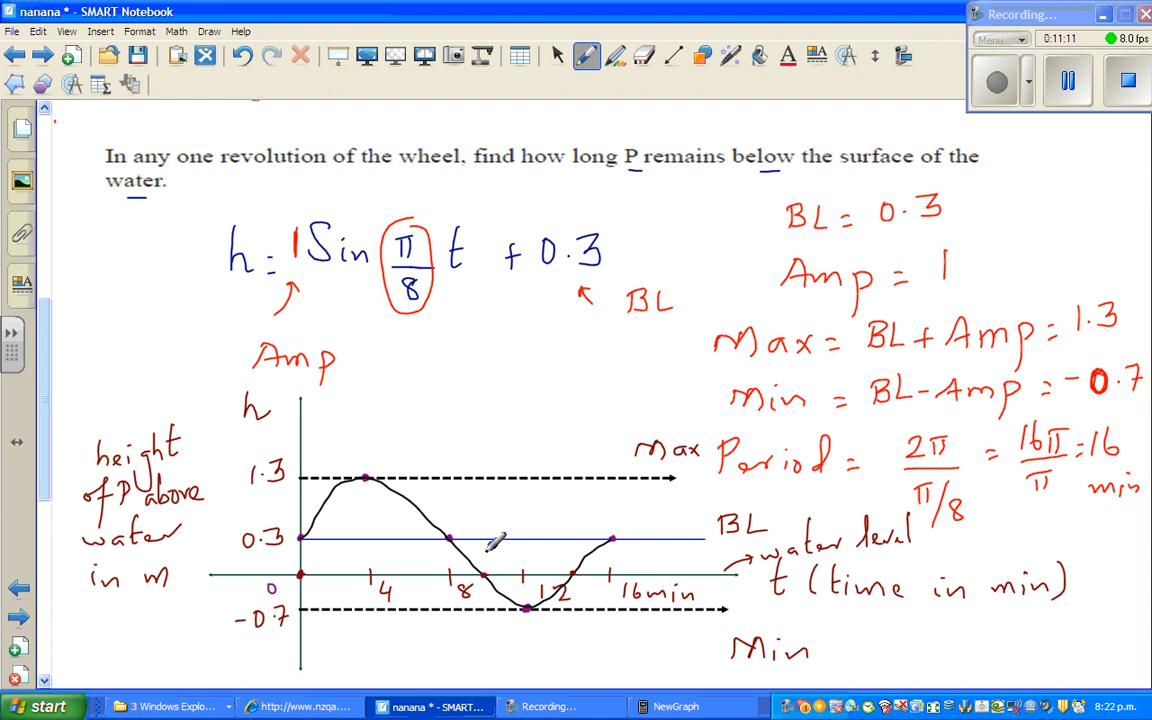 nanana * - SMART Notebook
File Edit View Insert Format Math Draw Help
Recording...
Menu
0:11:11
8.0 fps
In any one revolution of the wheel, find how long P remains below the surface of the
water.
h = 1 Sin π/8 t + 0.3
Amp
BL
BL = 0.3
Amp = 1
Max = BL + Amp = 1.3
Min = BL - Amp = -0.7
Period = 2π / π/8 = 16π/π = 16 min
h
height
of P above
water
in m
1.3
0.3
0
-0.7
4
8
12
16min
Max
BL
water level
t (time in min)
Min
start
3 Windows Explo...
http://www.nzqa....
nanana * - SMART...
Recording...
NewGraph
8:22 p.m.